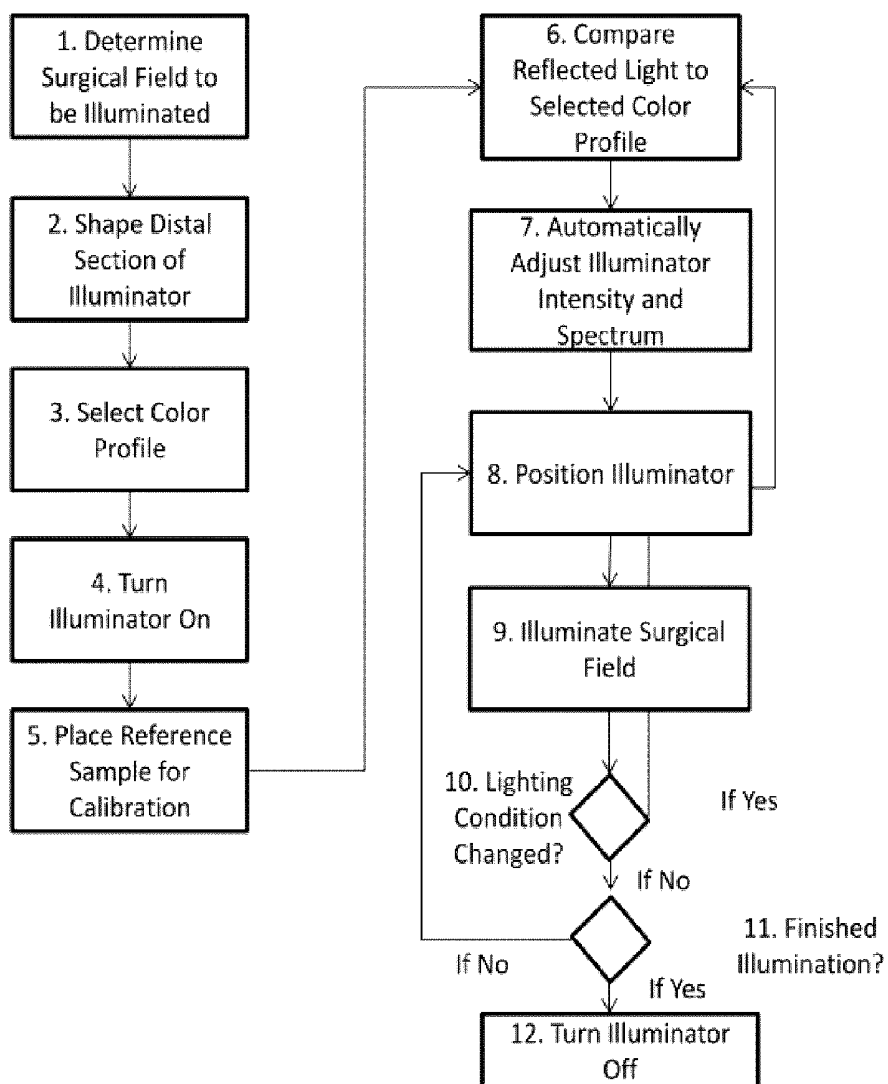 1. Determine
Surgical Field to
be Illuminated
2. Shape Distal
Section of
Illuminator
3. Select Color
Profile
4. Turn
Illuminator On
5. Place Reference
Sample for
Calibration
6. Compare
Reflected Light to
Selected Color
Profile
7. Automatically
Adjust Illuminator
Intensity and
Spectrum
8. Position Illuminator
9. Illuminate Surgical
Field
10. Lighting
Condition
Changed?
If Yes
If No
11. Finished
Illumination?
If No
If Yes
12. Turn Illuminator
Off